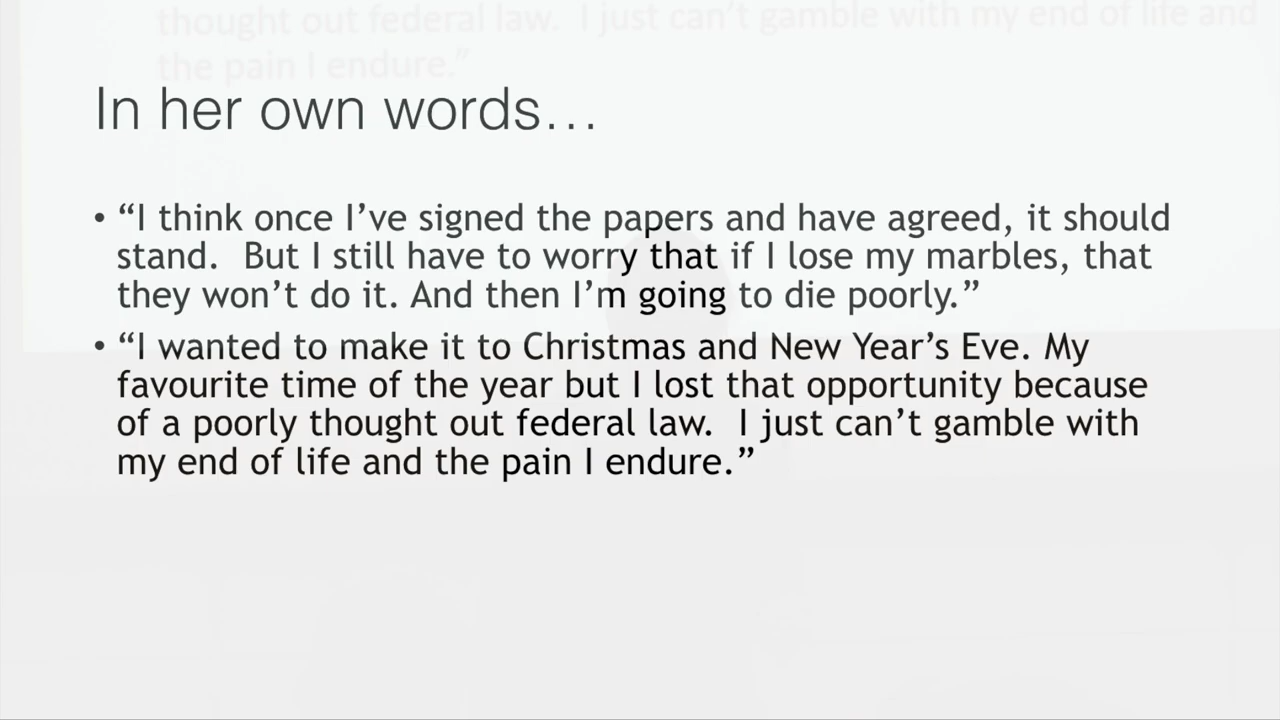 thought out federal law.  I just can't gamble with my end of life and
the pain I endure.”
In her own words…
• “I think once I’ve signed the papers and have agreed, it should
stand.  But I still have to worry that if I lose my marbles, that
they won’t do it. And then I’m going to die poorly.”
• “I wanted to make it to Christmas and New Year’s Eve. My
favourite time of the year but I lost that opportunity because
of a poorly thought out federal law.  I just can’t gamble with
my end of life and the pain I endure.”